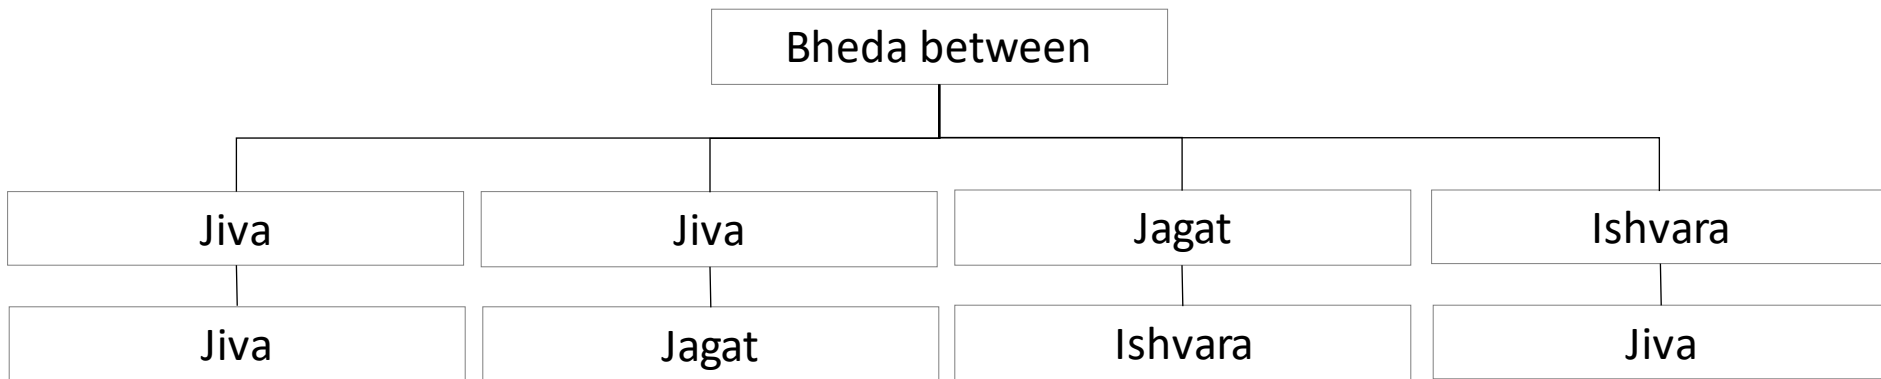 Bheda between
Jiva
Jiva
Jagat
Ishvara
Jiva
Jagat
Ishvara
Jiva